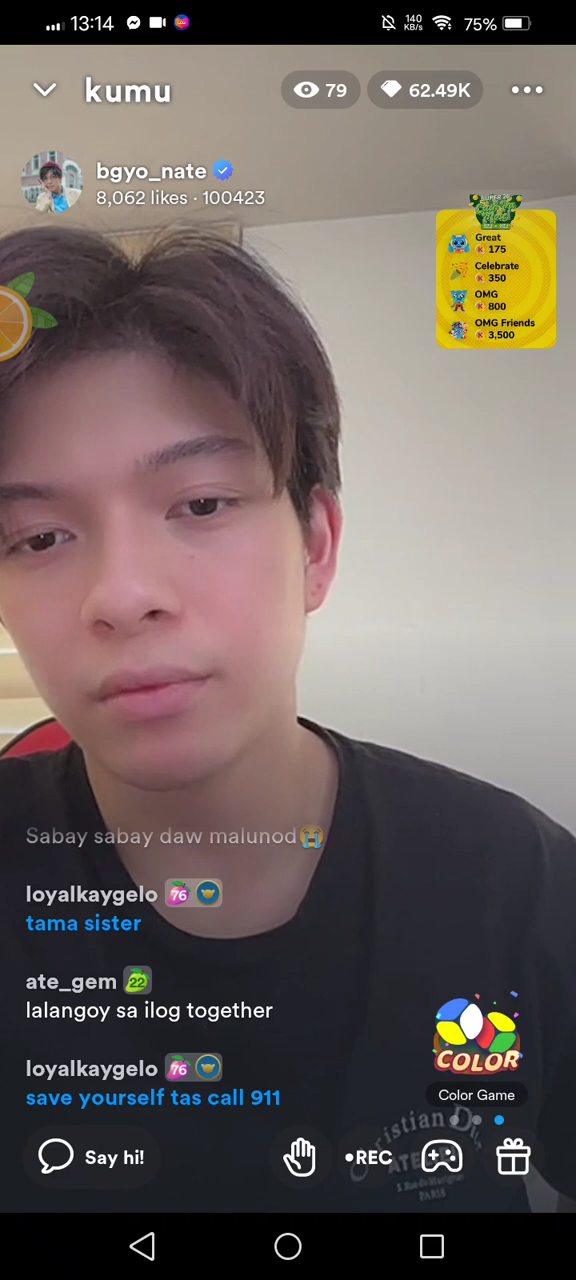 13:14
140
KB/s
75%
kumu
79
62.49K
bgyo_nate
8,062 likes · 100423
Great
175
Celebrate
350
OMG
800
OMG Friends
3,500
Sabay sabay daw malunod😭
loyalkaygelo 76
tama sister
ate_gem 22
lalangoy sa ilog together
loyalkaygelo 76
save yourself tas call 911
COLOR
Color Game
Say hi!
•REC
Christian Dior
ATELIER
PARIS